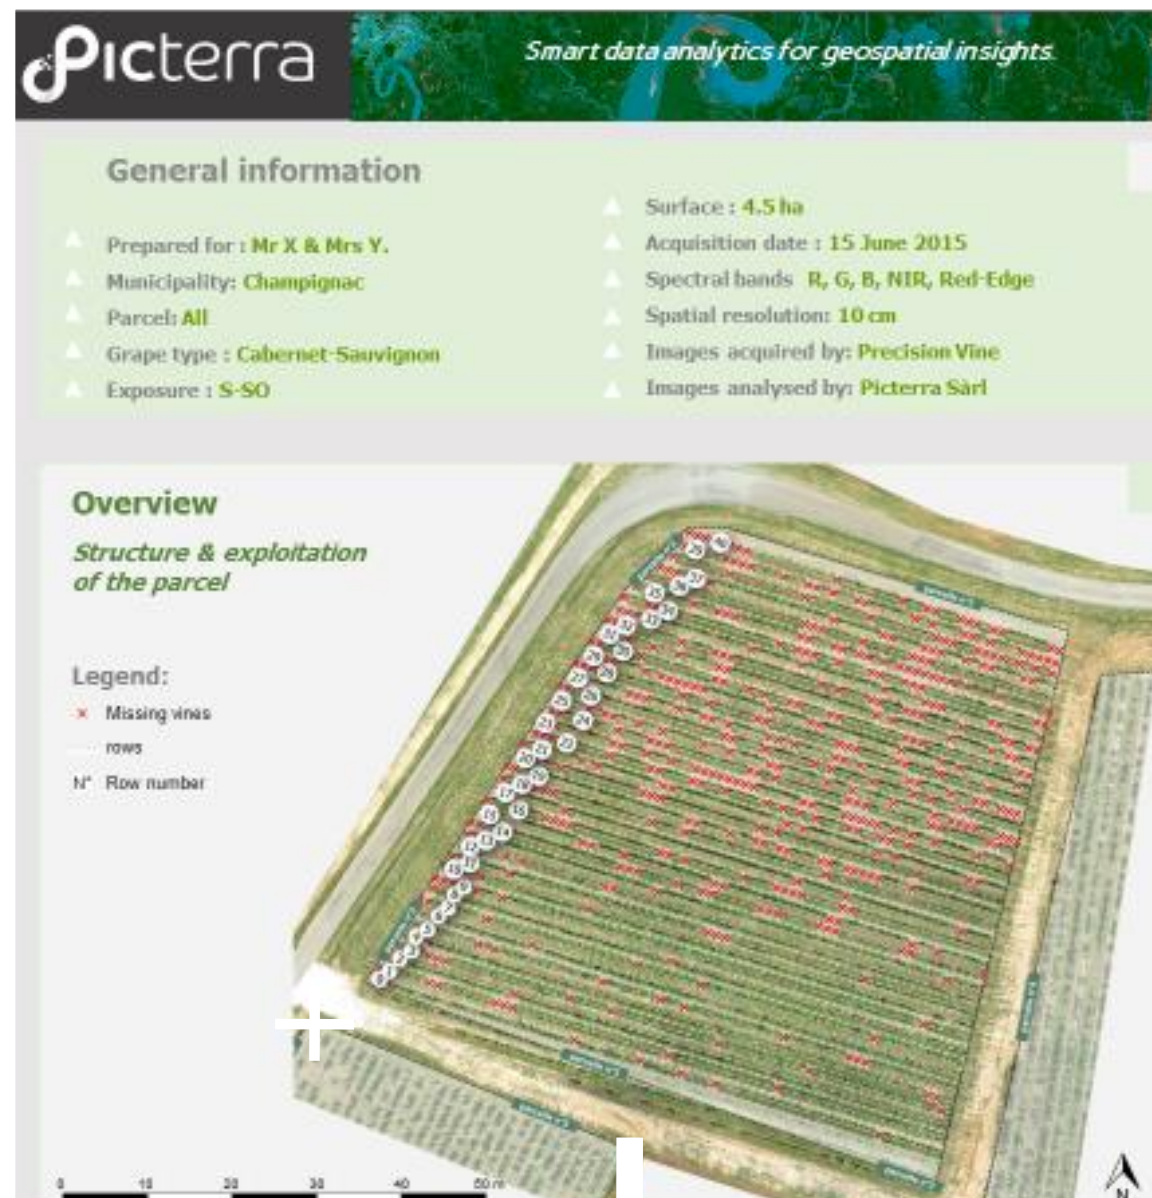 Picterra
Smart data analytics for geospatial insights.
General information
Prepared for : Mr X & Mrs Y.
Municipality: Champignac
Parcel: All
Grape type : Cabernet-Sauvignon
Exposure : S-SO
Surface : 4.5 ha
Acquisition date : 15 June 2015
Spectral bands R, G, B, NIR, Red-Edge
Spatial resolution: 10 cm
Images acquired by: Precision Vine
Images analysed by: Picterra Sàrl
Overview
Structure & exploitation
of the parcel
Legend:
Missing vines
rows
N° Row number
0 10 20 30 40 50 m
N